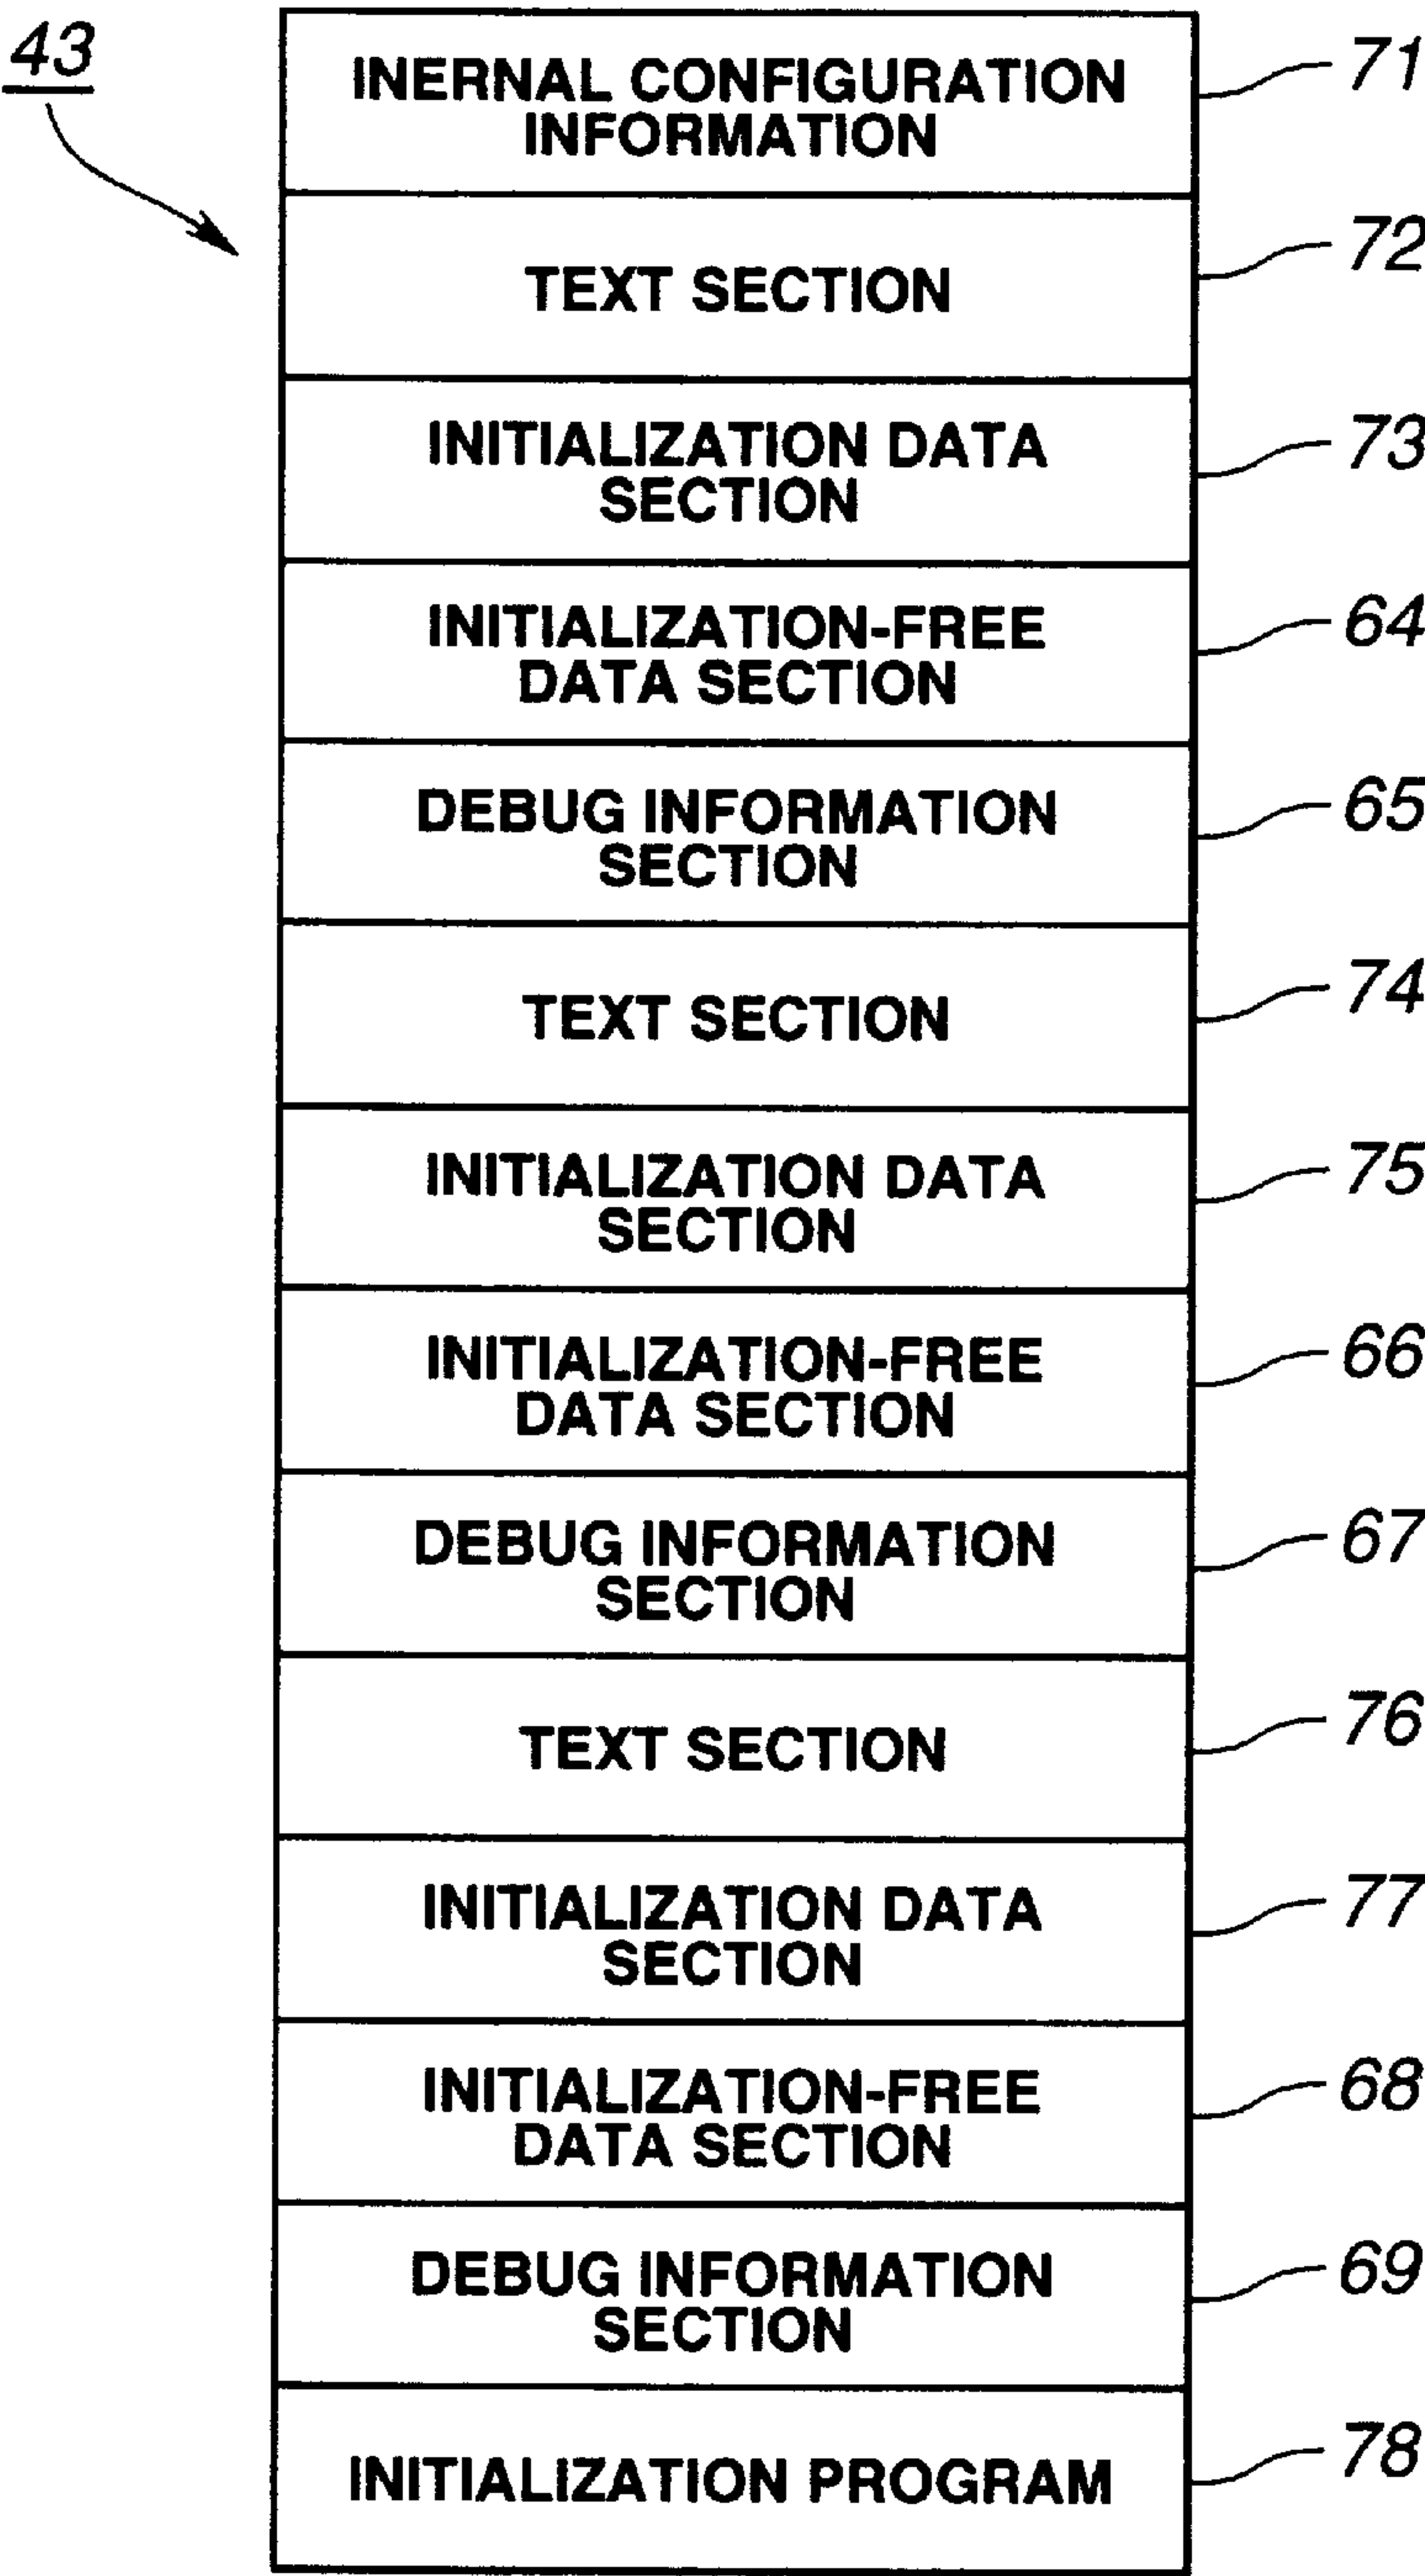 43
INERNAL CONFIGURATION
INFORMATION
71
TEXT SECTION
72
INITIALIZATION DATA
SECTION
73
INITIALIZATION-FREE
DATA SECTION
64
DEBUG INFORMATION
SECTION
65
TEXT SECTION
74
INITIALIZATION DATA
SECTION
75
INITIALIZATION-FREE
DATA SECTION
66
DEBUG INFORMATION
SECTION
67
TEXT SECTION
76
INITIALIZATION DATA
SECTION
77
INITIALIZATION-FREE
DATA SECTION
68
DEBUG INFORMATION
SECTION
69
INITIALIZATION PROGRAM
78